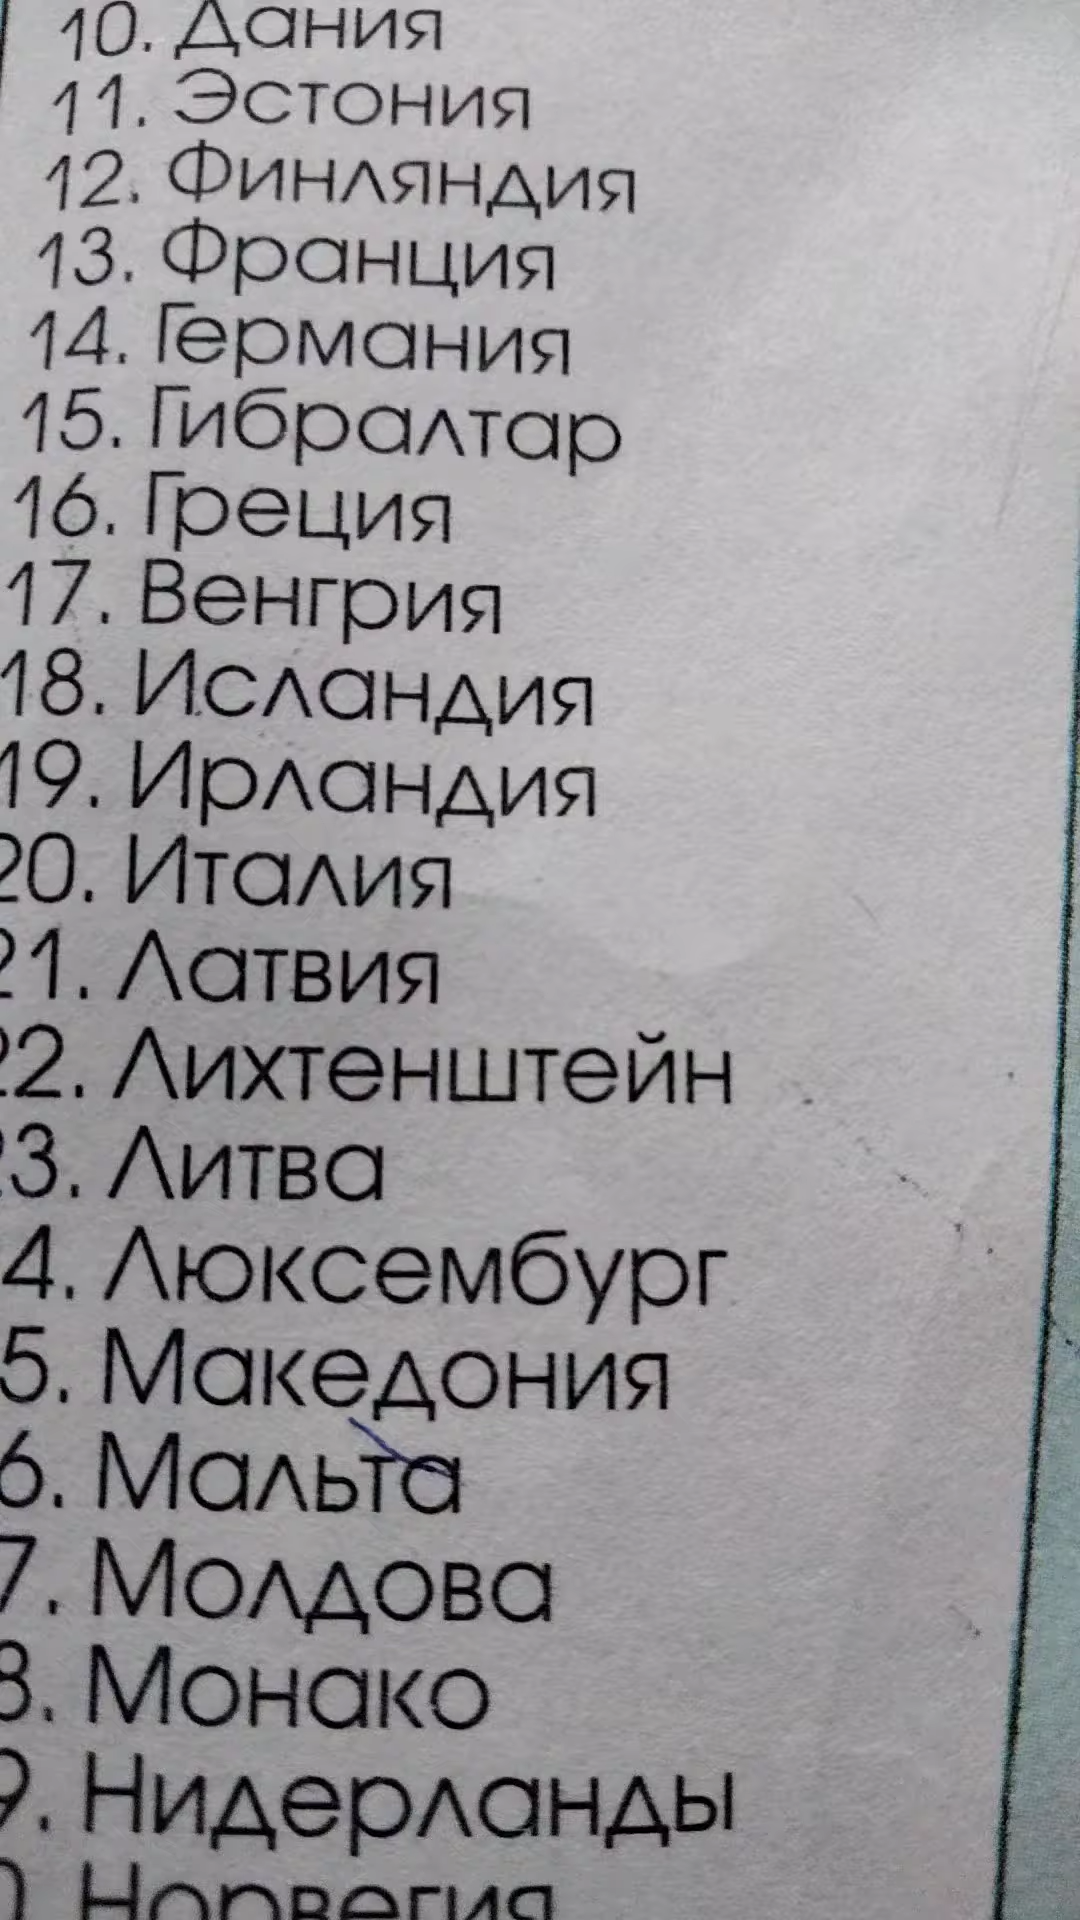 10. Дания
11. Эстония
12. Финляндия
13. Франция
14. Германия
15. Гибралтар
16. Греция
17. Венгрия
18. Исландия
19. Ирландия
20. Италия
21. Латвия
22. Лихтенштейн
23. Литва
4. Люксембург
5. Македония
6. Мальта
7. Молдова
8. Монако
9. Нидерланды
0. Норвегия